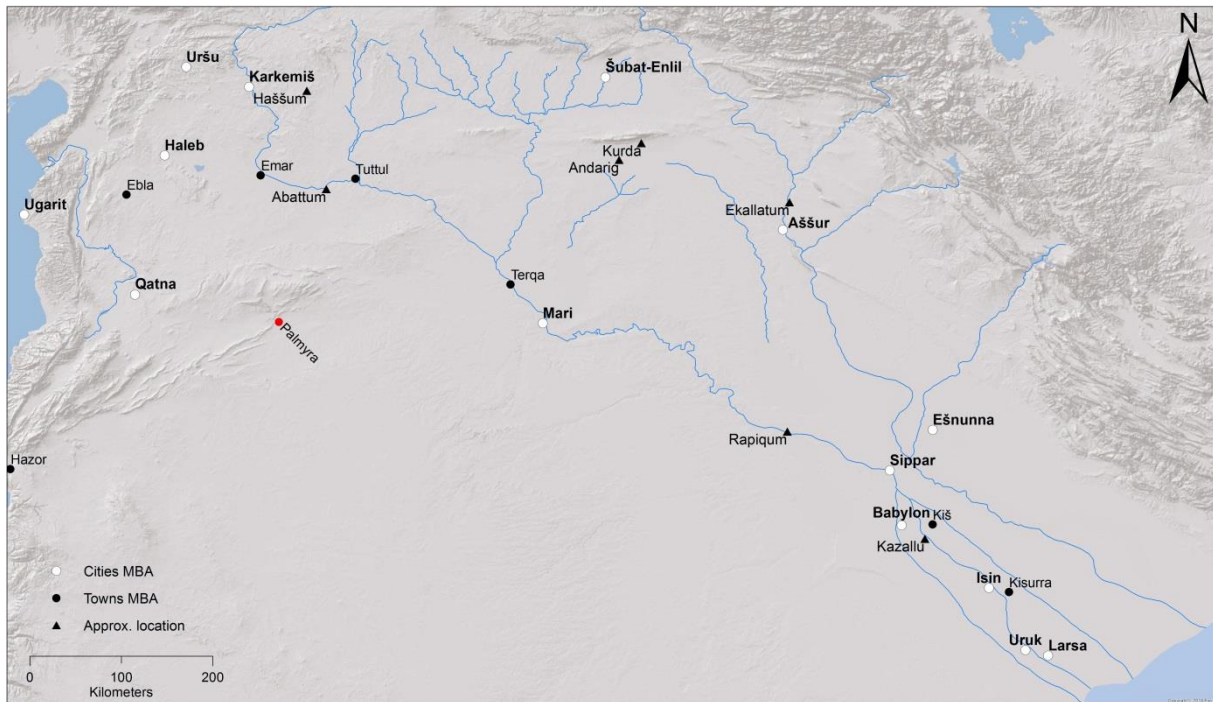 N
Uršu
Karkemiš
Haššum
Šubat-Enlil
Haleb
Kurda
Andarig
Emar
Tuttul
Ebla
Abattum
Ugarit
Ekallatum
Aššur
Qatna
Terqa
Palmyra
Mari
Ešnunna
Rapiqum
Hazor
Sippar
Babylon
Kiš
Kazallu
Cities MBA
Isin
Kisurra
Towns MBA
Approx. location
Uruk
Larsa
0 100 200
Kilometers